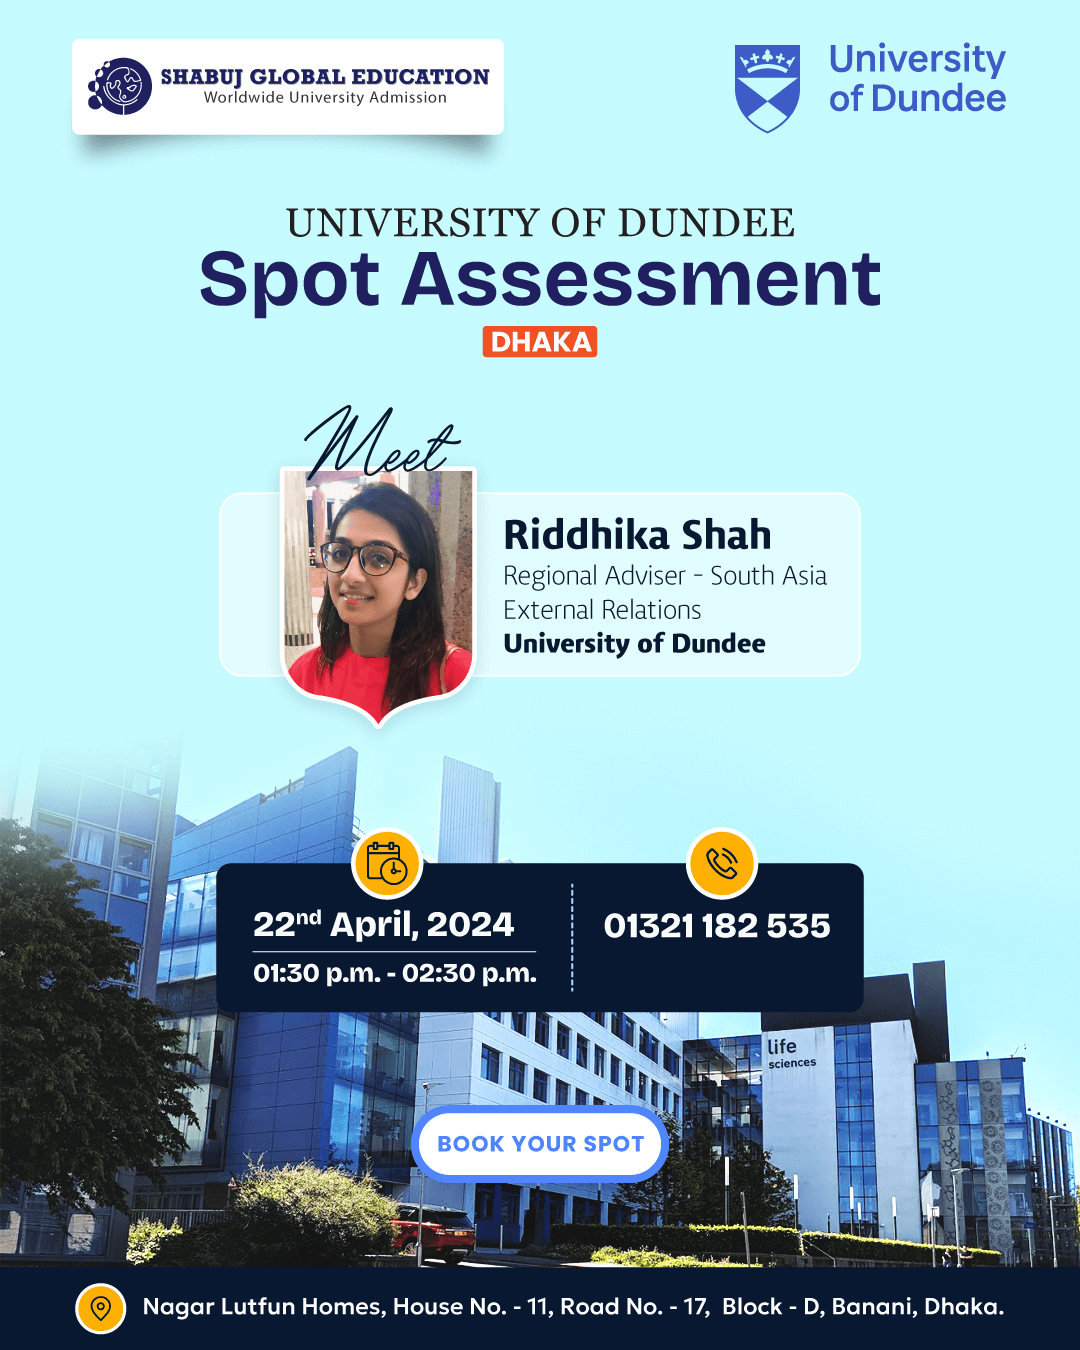 SHABUJ GLOBAL EDUCATION
Worldwide University Admission
University
of Dundee
UNIVERSITY OF DUNDEE
Spot Assessment
DHAKA
Meet
Riddhika Shah
Regional Adviser - South Asia
External Relations
University of Dundee
22nd April, 2024
01:30 p.m. - 02:30 p.m.
01321 182 535
life
sciences
BOOK YOUR SPOT
Nagar Lutfun Homes, House No. - 11, Road No. - 17, Block - D, Banani, Dhaka.